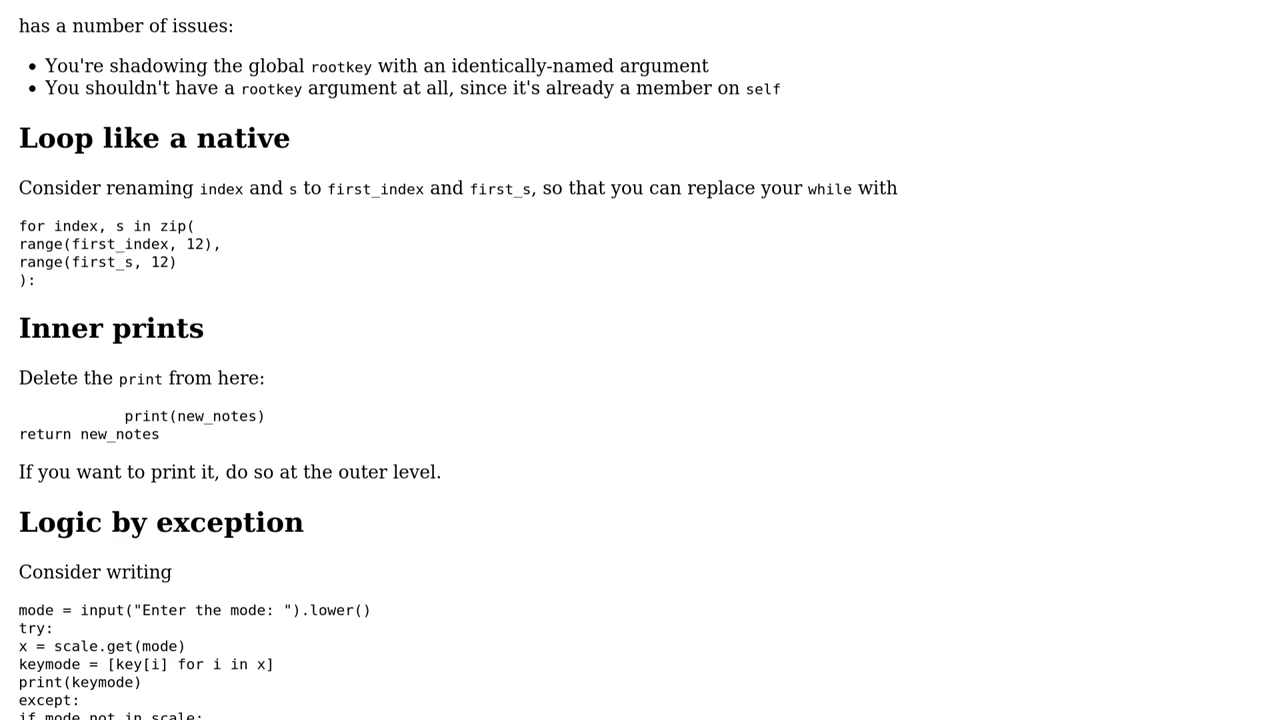 has a number of issues:
• You're shadowing the global rootkey with an identically-named argument
• You shouldn't have a rootkey argument at all, since it's already a member on self
Loop like a native
Consider renaming index and s to first_index and first_s, so that you can replace your while with
for index, s in zip(
range(first_index, 12),
range(first_s, 12)
):
Inner prints
Delete the print from here:
            print(new_notes)
return new_notes
If you want to print it, do so at the outer level.
Logic by exception
Consider writing
mode = input("Enter the mode: ").lower()
try:
x = scale.get(mode)
keymode = [key[i] for i in x]
print(keymode)
except:
if mode not in scale: